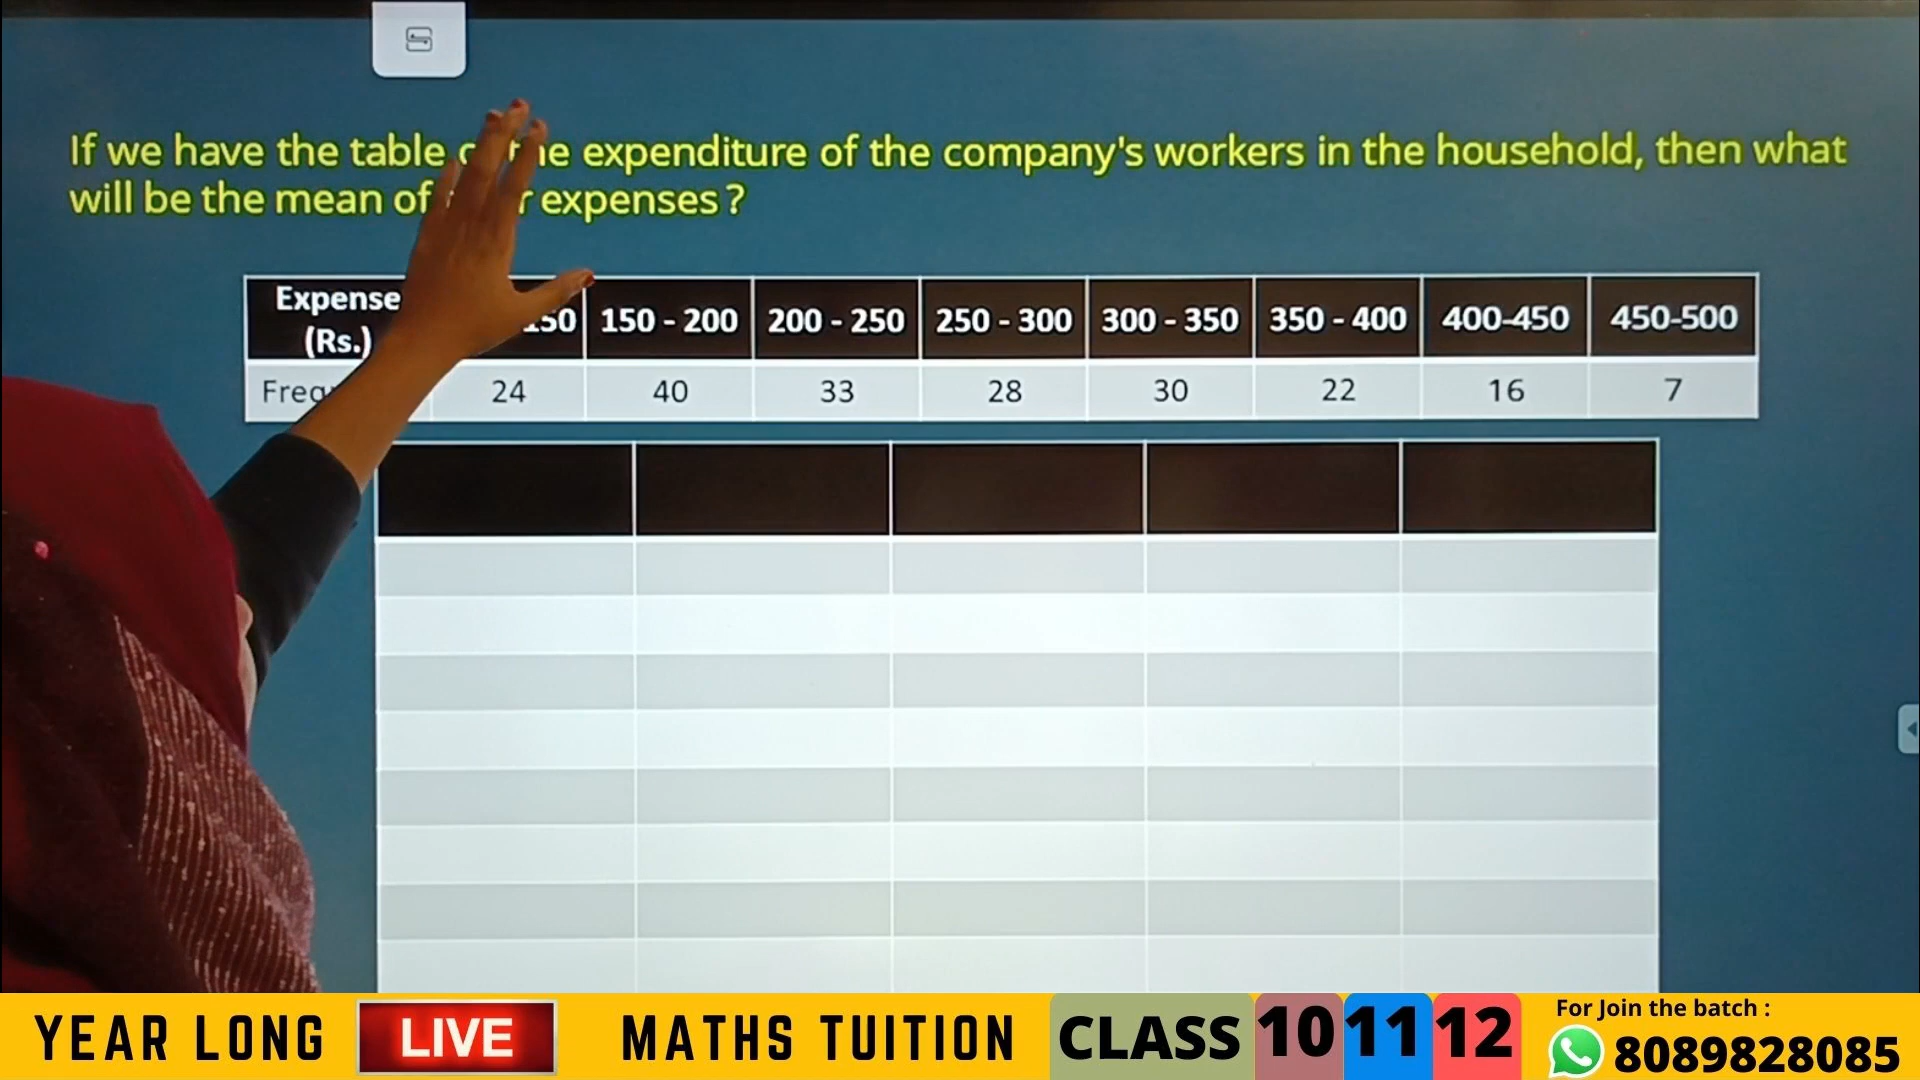 If we have the table the expenditure of the company's workers in the household, then what
will be the mean of expenses ?
Expense 150 - 200 200 - 250 250 - 300 300 - 350 350 - 400 400-450 450-500
(Rs.)
24 40 33 28 30 22 16 7
YEAR LONG LIVE MATHS TUITION CLASS 10 11 12
For Join the batch :
8089828085